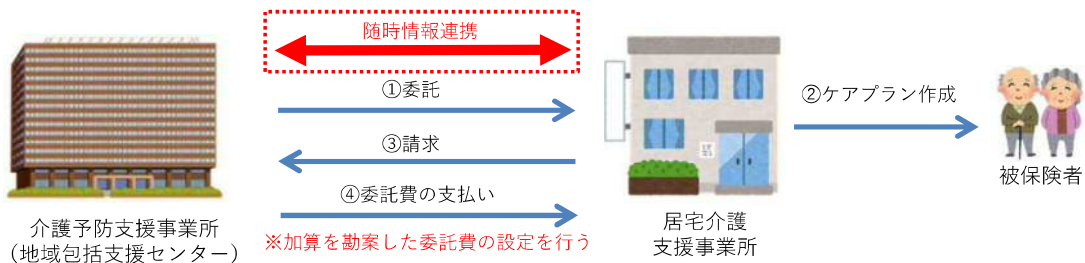 随時情報連携
①委託
②ケアプラン作成
③請求
④委託費の支払い
※加算を勘案した委託費の設定を行う
介護予防支援事業所
（地域包括支援センター）
居宅介護
支援事業所
被保険者